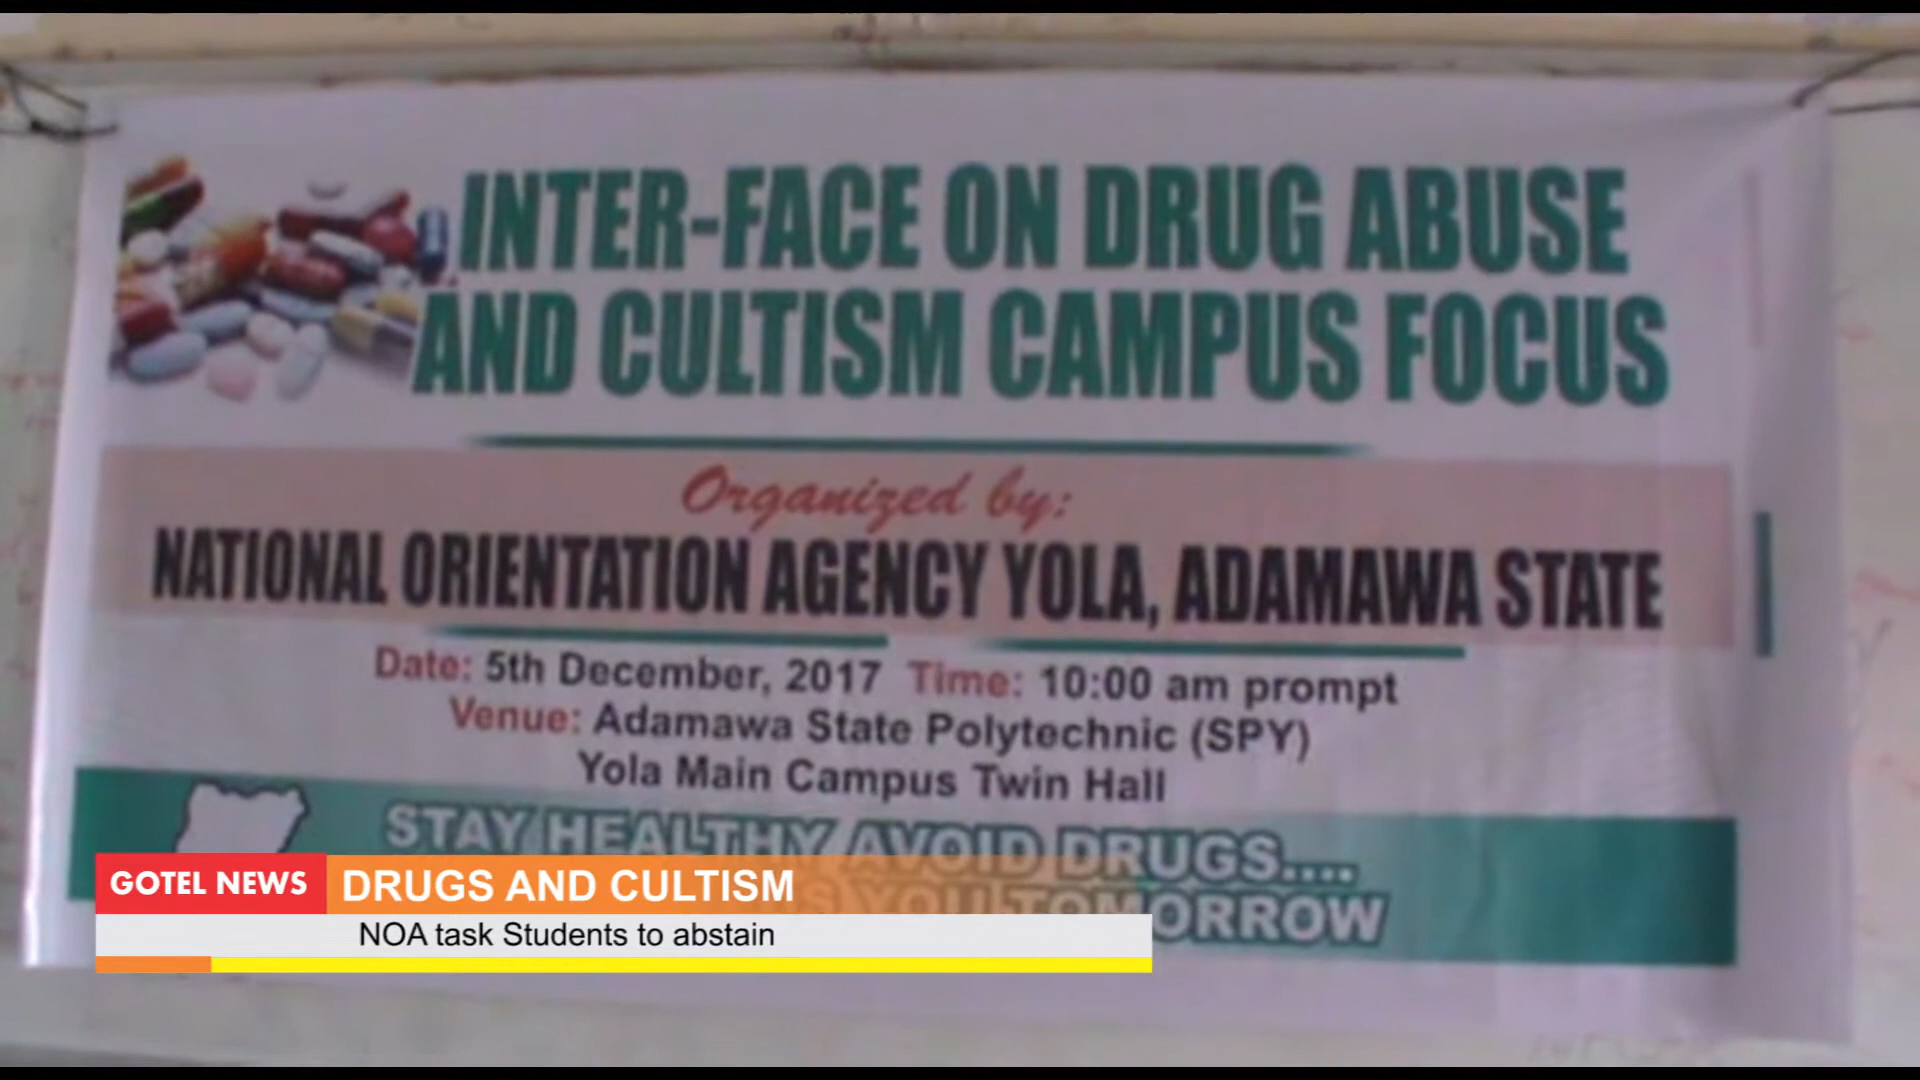 INTER-FACE ON DRUG ABUSE
AND CULTISM CAMPUS FOCUS
Organized by:
NATIONAL ORIENTATION AGENCY YOLA, ADAMAWA STATE
Date: 5th December, 2017 Time: 10:00 am prompt
Venue: Adamawa State Polytechnic (SPY)
Yola Main Campus Twin Hall
STAY HEALTHY AVOID DRUGS....
YOU TOMORROW
GOTEL NEWS DRUGS AND CULTISM
NOA task Students to abstain